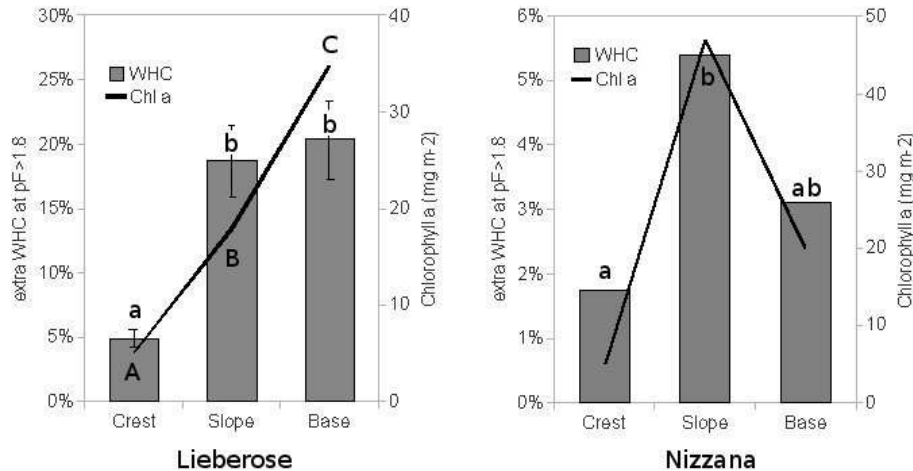 30%
25%
20%
15%
10%
5%
0%
extra WHC at pF>1.8
WHC
Chl a
a
A
b
B
b
C
40
30
20
10
0
Chlorophyll a (mg m-2)
Crest Slope Base
Lieberose
6%
5%
4%
3%
2%
1%
0%
extra WHC at pF>1.8
WHC
Chl a
a
b
ab
50
40
30
20
10
0
Chlorophyll a (mg m-2)
Crest Slope Base
Nizzana